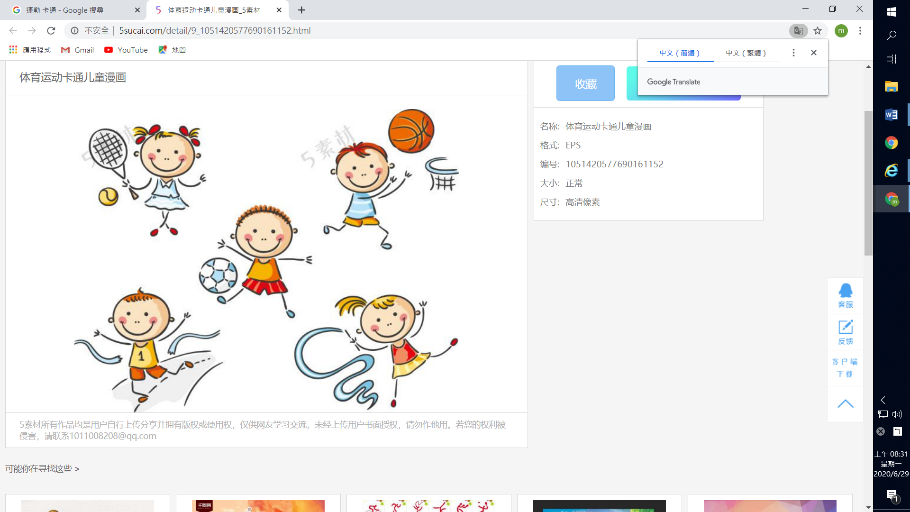 運動 卡通 - Google 搜尋
体育运动卡通儿童漫画_5素材
不安全
5sucai.com/detail/9_1051420577690161152.html
m
應用程式
Gmail
YouTube
地圖
中文（簡體）
中文（繁體）
Google Translate
体育运动卡通儿童漫画
5素材
5素材
1
收藏
名称: 体育运动卡通儿童漫画
格式: EPS
编号: 1051420577690161152
大小: 正常
尺寸: 高清像素
客服
反馈
客户端
下载
5素材所有作品均是用户自行上传分享并拥有版权或使用权，仅供网友学习交流，未经上传用户书面授权，请勿作他用。若您的权利被
侵害，请联系1011008208@qq.com
可能你在寻找这些 >
上午 08:31
星期一
2020/6/29